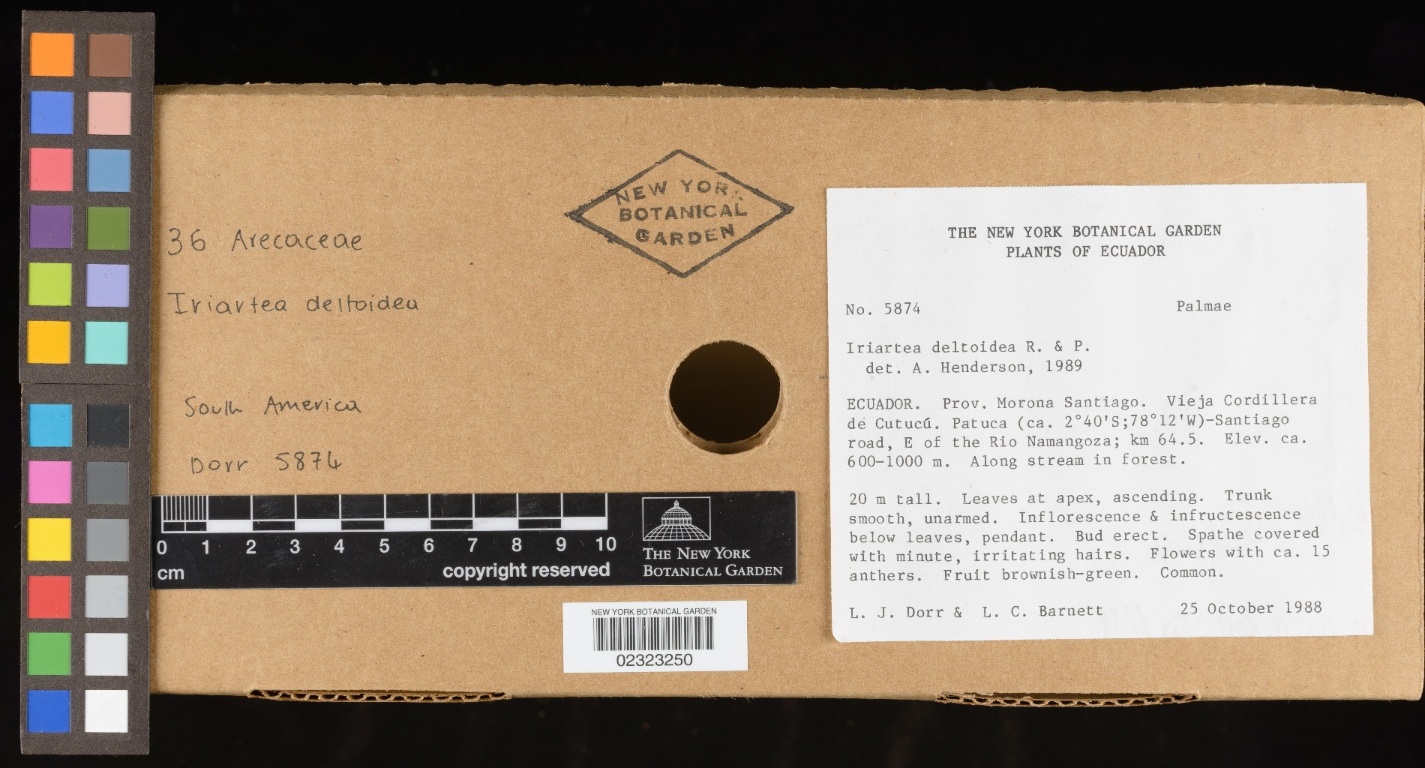 36 Arecaceae
Iriartea deltoidea
South America
Dorr 5874
NEW YOR
BOTANICAL
GARDEN
THE NEW YORK BOTANICAL GARDEN
PLANTS OF ECUADOR
No. 5874 Palmae
Iriartea deltoidea R. & P.
det. A. Henderson, 1989
ECUADOR. Prov. Morona Santiago. Vieja Cordillera
de Cutucú. Patuca (ca. 2°40'S;78°12'W)-Santiago
road, E of the Rio Namangoza; km 64.5. Elev. ca.
600-1000 m. Along stream in forest.
20 m tall. Leaves at apex, ascending. Trunk
smooth, unarmed. Inflorescence & infructescence
below leaves, pendant. Bud erect. Spathe covered
with minute, irritating hairs. Flowers with ca. 15
anthers. Fruit brownish-green. Common.
L. J. Dorr & L. C. Barnett 25 October 1988
0 1 2 3 4 5 6 7 8 9 10
cm copyright reserved
THE NEW YORK
BOTANICAL GARDEN
NEW YORK BOTANICAL GARDEN
02323250